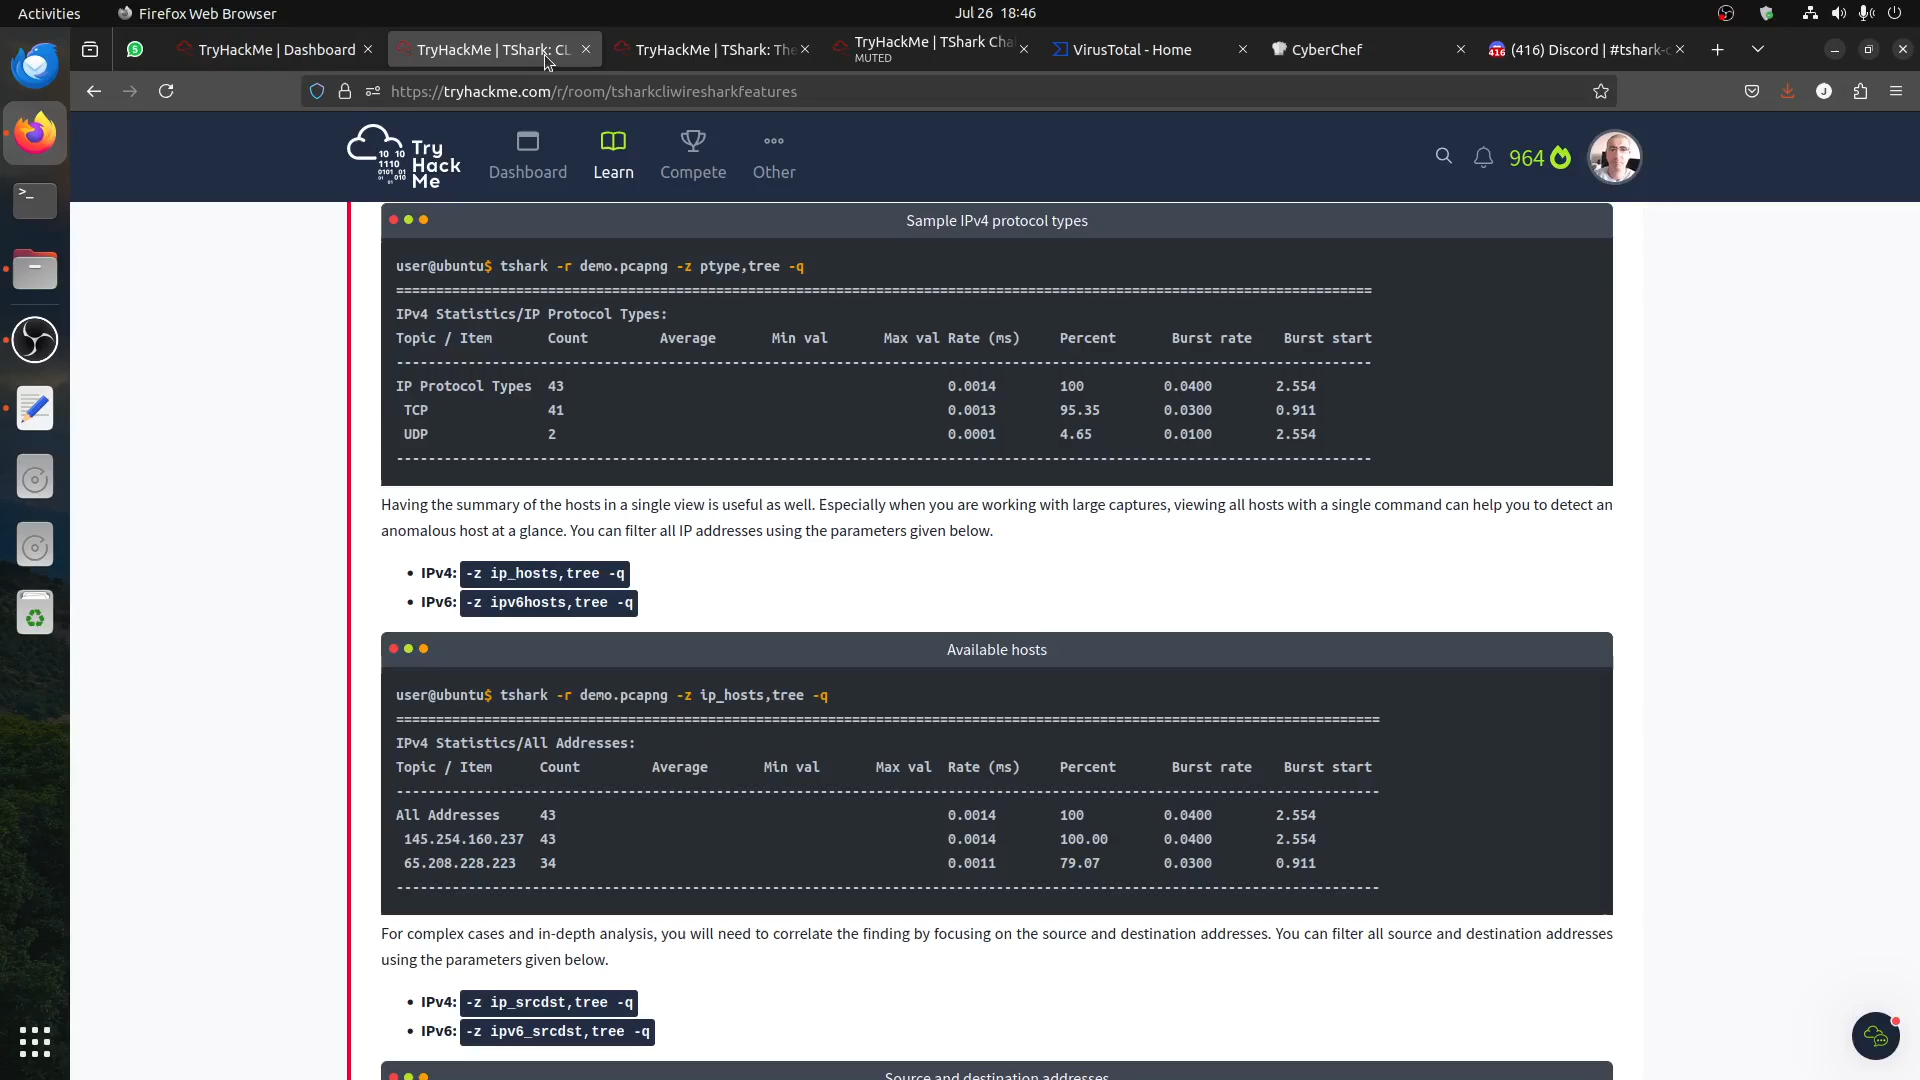 Activities
Firefox Web Browser
Jul 26 18:46
TryHackMe | Dashboard
TryHackMe | TShark: CL
TryHackMe | TShark: The
TryHackMe | TShark Cha
MUTED
VirusTotal - Home
CyberChef
(416) Discord | #tshark-c
https://tryhackme.com/r/room/tsharkcliwiresharkfeatures
Try Hack Me
Dashboard
Learn
Compete
Other
964
Sample IPv4 protocol types
user@ubuntu$ tshark -r demo.pcapng -z ptype,tree -q
==========================================================================================================================
IPv4 Statistics/IP Protocol Types:
Topic / Item Count Average Min val Max val Rate (ms) Percent Burst rate Burst start
--------------------------------------------------------------------------------------------------------------------------
IP Protocol Types 43 0.0014 100 0.0400 2.554
TCP 41 0.0013 95.35 0.0300 0.911
UDP 2 0.0001 4.65 0.0100 2.554
--------------------------------------------------------------------------------------------------------------------------
Having the summary of the hosts in a single view is useful as well. Especially when you are working with large captures, viewing all hosts with a single command can help you to detect an
anomalous host at a glance. You can filter all IP addresses using the parameters given below.
• IPv4: -z ip_hosts,tree -q
• IPv6: -z ipv6hosts,tree -q
Available hosts
user@ubuntu$ tshark -r demo.pcapng -z ip_hosts,tree -q
===========================================================================================================================
IPv4 Statistics/All Addresses:
Topic / Item Count Average Min val Max val Rate (ms) Percent Burst rate Burst start
---------------------------------------------------------------------------------------------------------------------------
All Addresses 43 0.0014 100 0.0400 2.554
145.254.160.237 43 0.0014 100.00 0.0400 2.554
65.208.228.223 34 0.0011 79.07 0.0300 0.911
---------------------------------------------------------------------------------------------------------------------------
For complex cases and in-depth analysis, you will need to correlate the finding by focusing on the source and destination addresses. You can filter all source and destination addresses
using the parameters given below.
• IPv4: -z ip_srcdst,tree -q
• IPv6: -z ipv6_srcdst,tree -q
Source and destination addresses